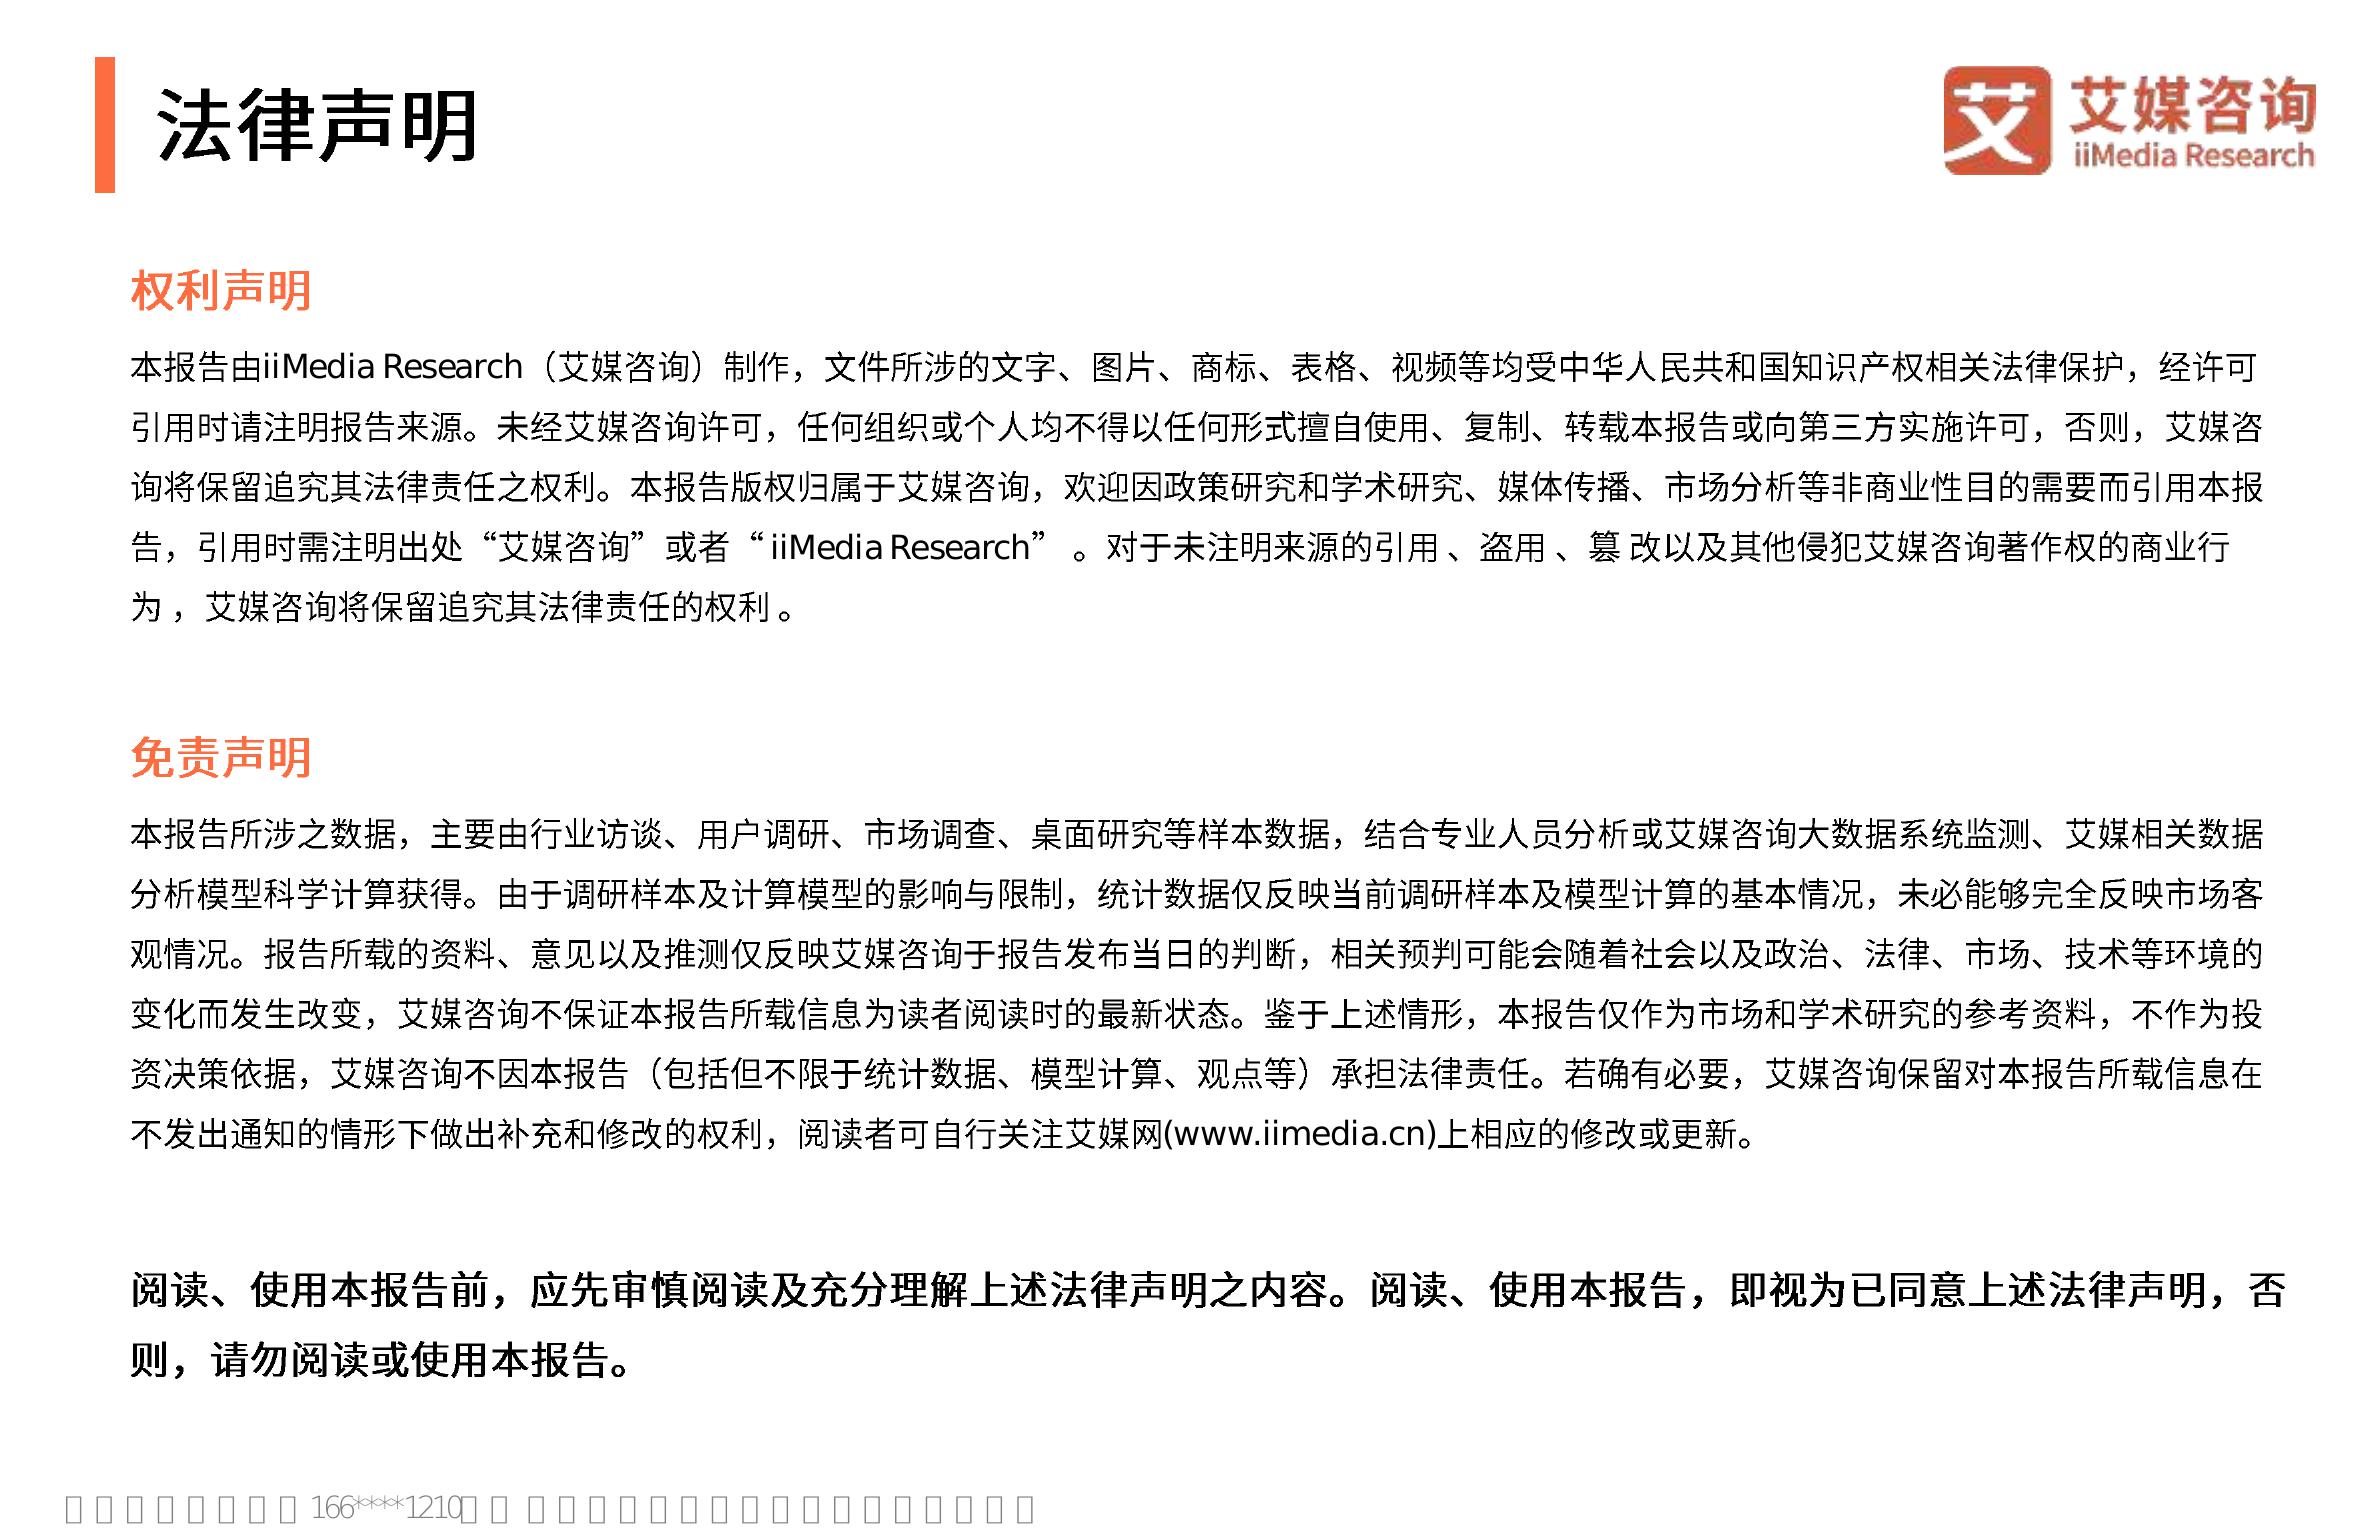 法律声明
艾 艾媒咨询
iiMedia Research
权利声明
本报告由iiMedia Research（艾媒咨询）制作，文件所涉的文字、图片、商标、表格、视频等均受中华人民共和国知识产权相关法律保护，经许可
引用时请注明报告来源。未经艾媒咨询许可，任何组织或个人均不得以任何形式擅自使用、复制、转载本报告或向第三方实施许可，否则，艾媒咨
询将保留追究其法律责任之权利。本报告版权归属于艾媒咨询，欢迎因政策研究和学术研究、媒体传播、市场分析等非商业性目的需要而引用本报
告，引用时需注明出处“艾媒咨询”或者“iiMedia Research” 。对于未注明来源的引用 、盗用 、篡 改以及其他侵犯艾媒咨询著作权的商业行
为 ，艾媒咨询将保留追究其法律责任的权利 。
免责声明
本报告所涉之数据，主要由行业访谈、用户调研、市场调查、桌面研究等样本数据，结合专业人员分析或艾媒咨询大数据系统监测、艾媒相关数据
分析模型科学计算获得。由于调研样本及计算模型的影响与限制，统计数据仅反映当前调研样本及模型计算的基本情况，未必能够完全反映市场客
观情况。报告所载的资料、意见以及推测仅反映艾媒咨询于报告发布当日的判断，相关预判可能会随着社会以及政治、法律、市场、技术等环境的
变化而发生改变，艾媒咨询不保证本报告所载信息为读者阅读时的最新状态。鉴于上述情形，本报告仅作为市场和学术研究的参考资料，不作为投
资决策依据，艾媒咨询不因本报告（包括但不限于统计数据、模型计算、观点等）承担法律责任。若确有必要，艾媒咨询保留对本报告所载信息在
不发出通知的情形下做出补充和修改的权利，阅读者可自行关注艾媒网(www.iimedia.cn)上相应的修改或更新。
阅读、使用本报告前，应先审慎阅读及充分理解上述法律声明之内容。阅读、使用本报告，即视为已同意上述法律声明，否
则，请勿阅读或使用本报告。
166****1210